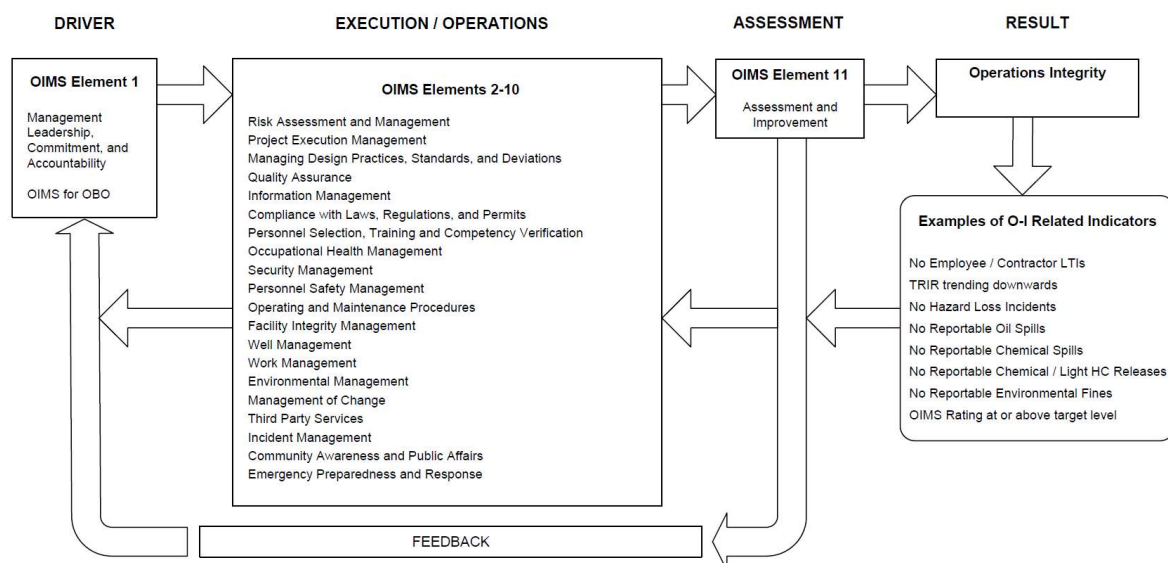 DRIVER
EXECUTION / OPERATIONS
ASSESSMENT
RESULT
OIMS Element 1
Management
Leadership,
Commitment, and
Accountability
OIMS for OBO
OIMS Elements 2-10
Risk Assessment and Management
Project Execution Management
Managing Design Practices, Standards, and Deviations
Quality Assurance
Information Management
Compliance with Laws, Regulations, and Permits
Personnel Selection, Training and Competency Verification
Occupational Health Management
Security Management
Personnel Safety Management
Operating and Maintenance Procedures
Facility Integrity Management
Well Management
Work Management
Environmental Management
Management of Change
Third Party Services
Incident Management
Community Awareness and Public Affairs
Emergency Preparedness and Response
OIMS Element 11
Assessment and
Improvement
Operations Integrity
Examples of O-I Related Indicators
No Employee / Contractor LTIs
TRIR trending downwards
No Hazard Loss Incidents
No Reportable Oil Spills
No Reportable Chemical Spills
No Reportable Chemical / Light HC Releases
No Reportable Environmental Fines
OIMS Rating at or above target level
FEEDBACK